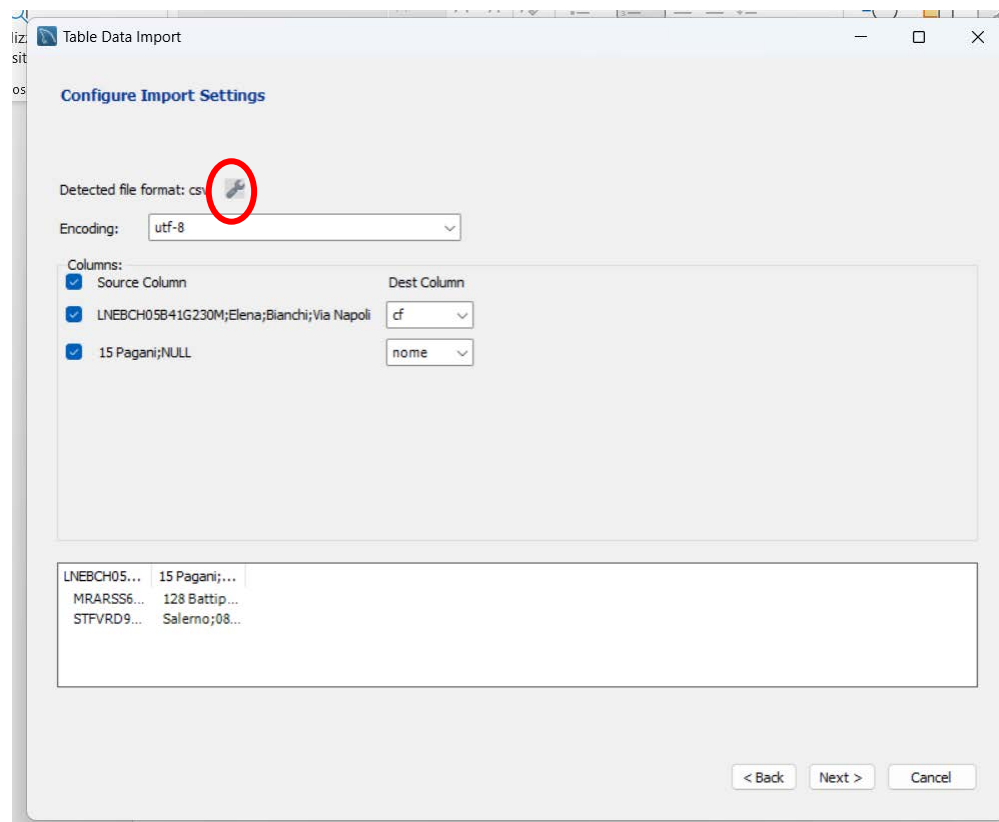 Table Data Import
Configure Import Settings
Detected file format: csv
Encoding: utf-8
Columns:
Source Column Dest Column
LNEBCH05B41G230M;Elena;Bianchi;Via Napoli cf
15 Pagani;NULL nome
LNEBCH05... 15 Pagani;...
MRARSS6... 128 Battip...
STFVRD9... Salerno;08...
< Back Next > Cancel